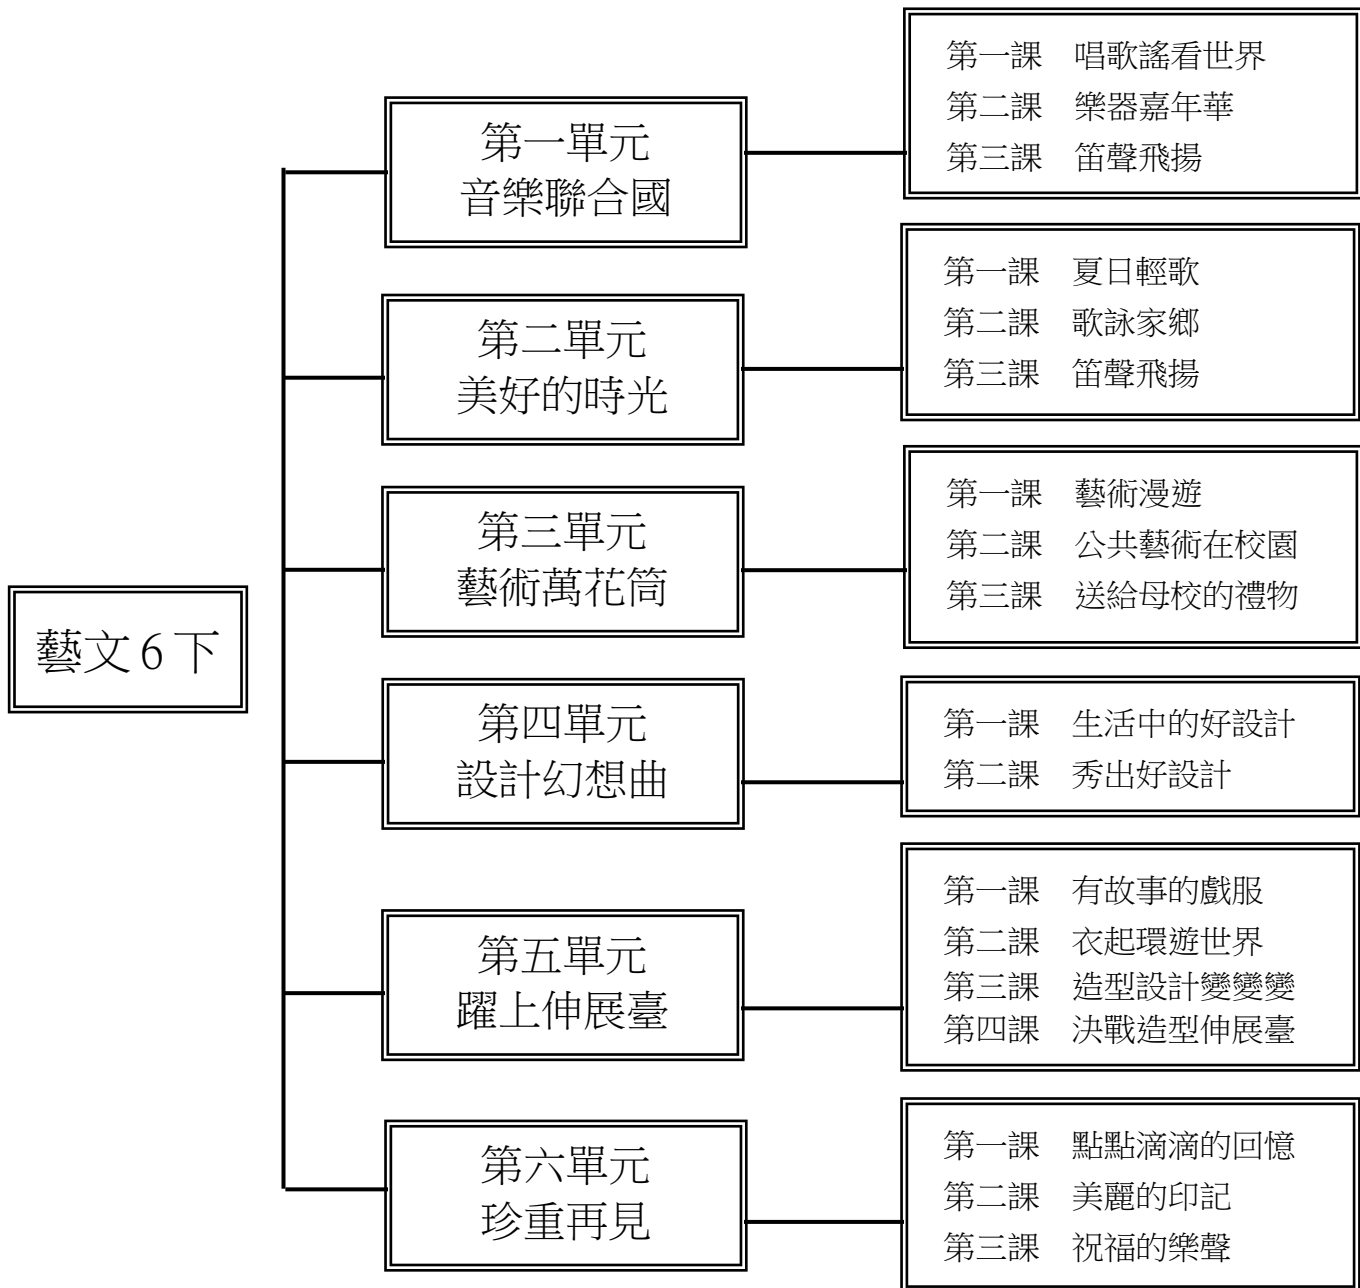 藝文6下
第一單元
音樂聯合國
第一課　唱歌謠看世界
第二課　樂器嘉年華
第三課　笛聲飛揚
第二單元
美好的時光
第一課　夏日輕歌
第二課　歌詠家鄉
第三課　笛聲飛揚
第三單元
藝術萬花筒
第一課　藝術漫遊
第二課　公共藝術在校園
第三課　送給母校的禮物
第四單元
設計幻想曲
第一課　生活中的好設計
第二課　秀出好設計
第五單元
躍上伸展臺
第一課　有故事的戲服
第二課　衣起環遊世界
第三課　造型設計變變變
第四課　決戰造型伸展臺
第六單元
珍重再見
第一課　點點滴滴的回憶
第二課　美麗的印記
第三課　祝福的樂聲